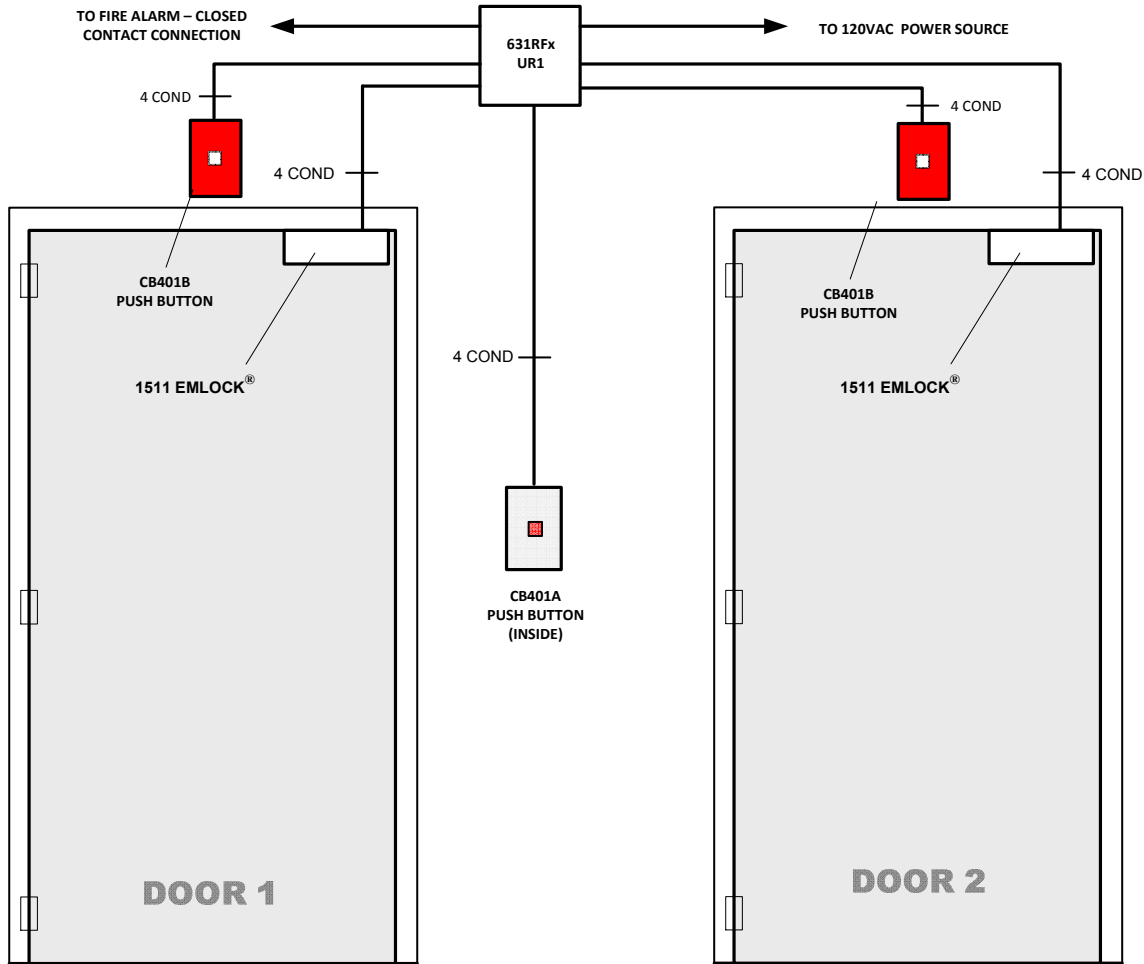 TO FIRE ALARM – CLOSED
CONTACT CONNECTION
631RFx
UR1
TO 120VAC  POWER SOURCE
4 COND
4 COND
4 COND
4 COND
CB401B
PUSH BUTTON
CB401B
PUSH BUTTON
4 COND
1511 EMLOCK®
1511 EMLOCK®
CB401A
PUSH BUTTON
(INSIDE)
DOOR 1
DOOR 2